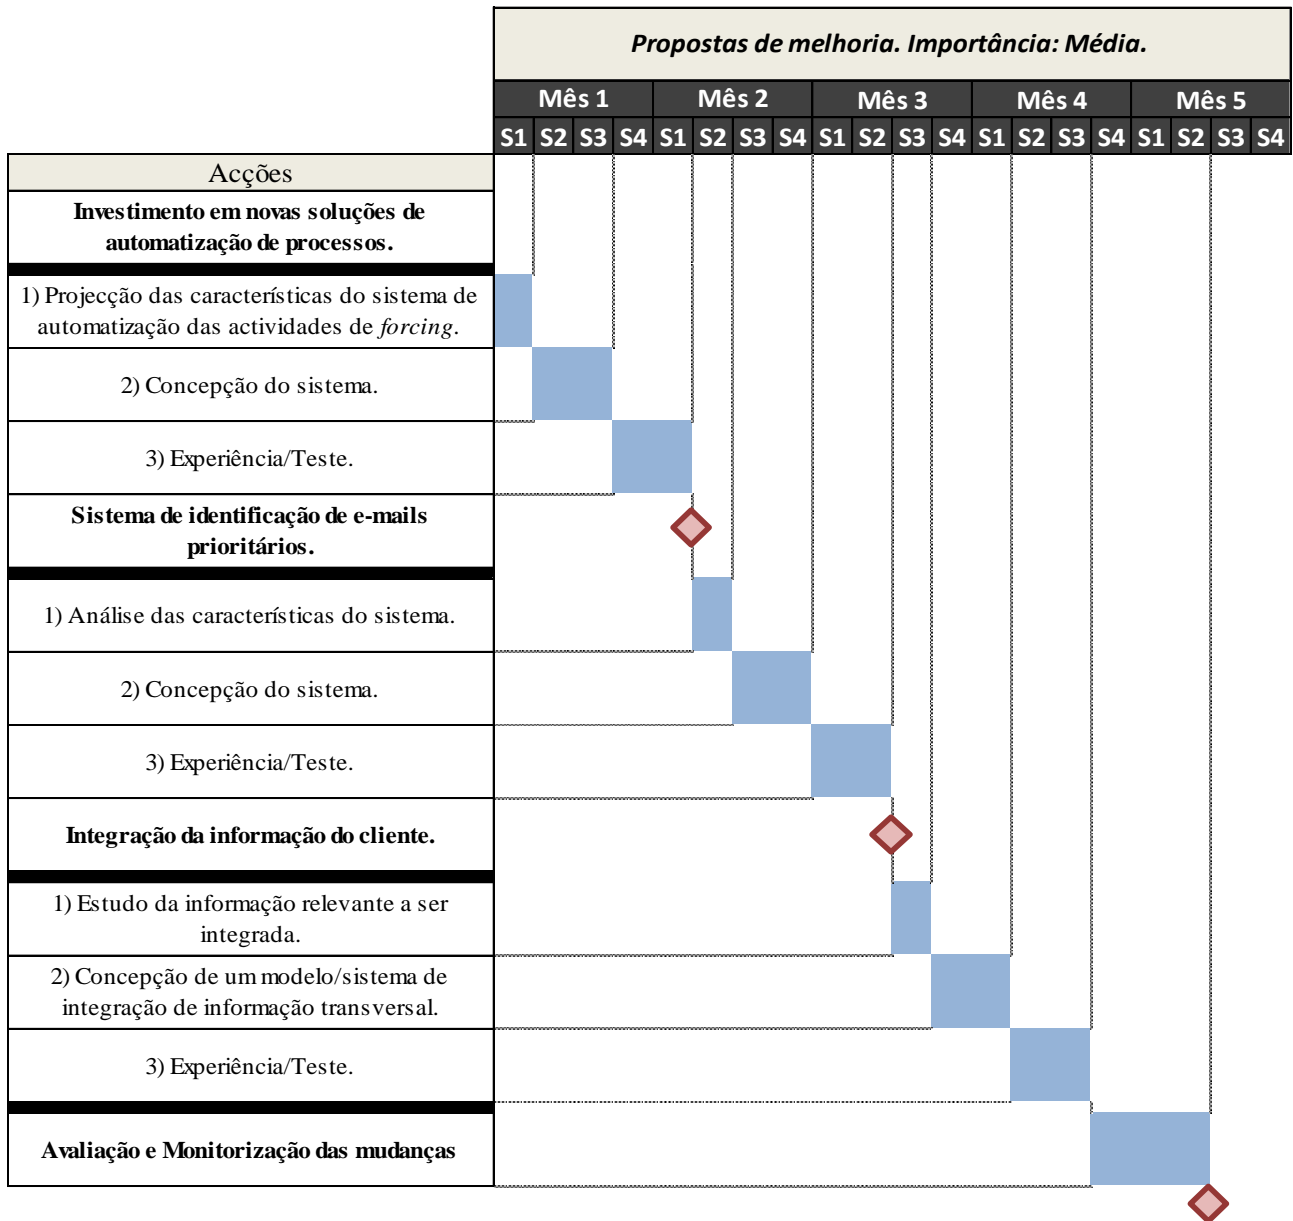 Propostas de melhoria. Importância: Média.
Mês 1 Mês 2 Mês 3 Mês 4 Mês 5
S1 S2 S3 S4 S1 S2 S3 S4 S1 S2 S3 S4 S1 S2 S3 S4 S1 S2 S3 S4
Acções
Investimento em novas soluções de
automatização de processos.
1) Projecção das características do sistema de
automatização das actividades de forcing.
2) Concepção do sistema.
3) Experiência/Teste.
Sistema de identificação de e-mails
prioritários.
1) Análise das características do sistema.
2) Concepção do sistema.
3) Experiência/Teste.
Integração da informação do cliente.
1) Estudo da informação relevante a ser
integrada.
2) Concepção de um modelo/sistema de
integração de informação transversal.
3) Experiência/Teste.
Avaliação e Monitorização das mudanças